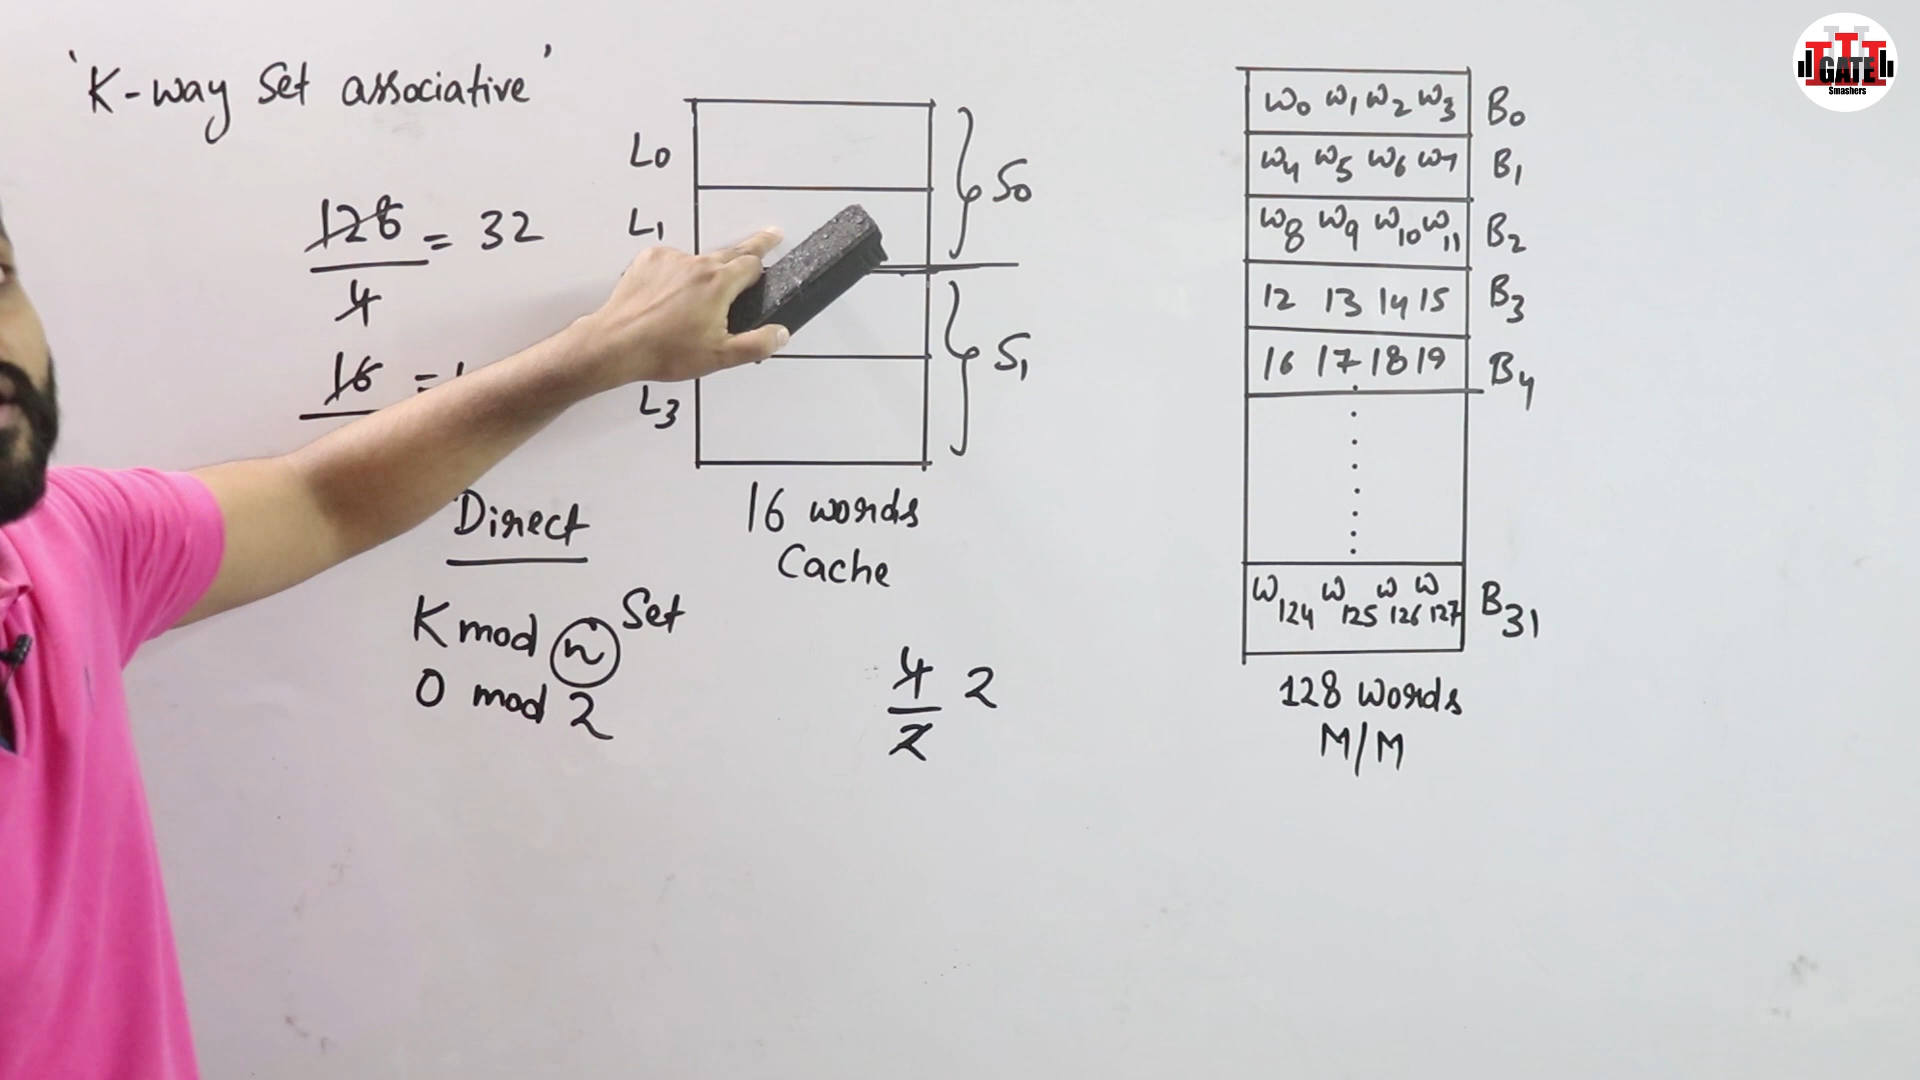 'K-way Set associative'
128 = 32
4
16 =
Direct
K mod n Set
0 mod 2
L0
L1
L3
S0
S1
16 words
Cache
4 2
2
W0 W1 W2 W3 B0
W4 W5 W6 W7 B1
W8 W9 W10 W11 B2
12 13 14 15 B3
16 17 18 19 B4
W124 W125 W126 W127 B31
128 words
M/M
GATE
Smashers